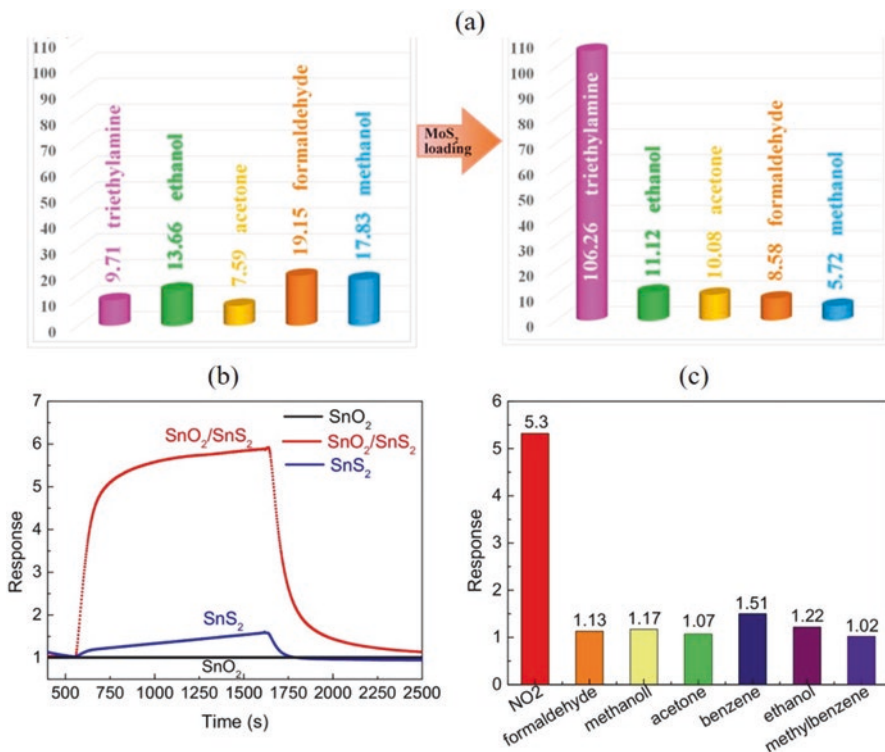 (a)
110
100
90
80
70
60
50
40
30
20
10
0
9.71 triethylamine
13.66 ethanol
7.59 acetone
19.15 formaldehyde
17.83 methanol
MoS₂
loading
110
100
90
80
70
60
50
40
30
20
10
0
106.26 triethylamine
11.12 ethanol
10.08 acetone
8.58 formaldehyde
5.72 methanol
(b)
Response
7
6
5
4
3
2
1
SnO₂
SnO₂/SnS₂
SnS₂
SnO₂/SnS₂
SnS₂
SnO₂
500 750 1000 1250 1500 1750 2000 2250 2500
Time (s)
(c)
Response
6
5
4
3
2
1
0
5.3
1.13
1.17
1.07
1.51
1.22
1.02
NO2
formaldehyde
methanoll
acetone
benzene
ethanol
methylbenzene